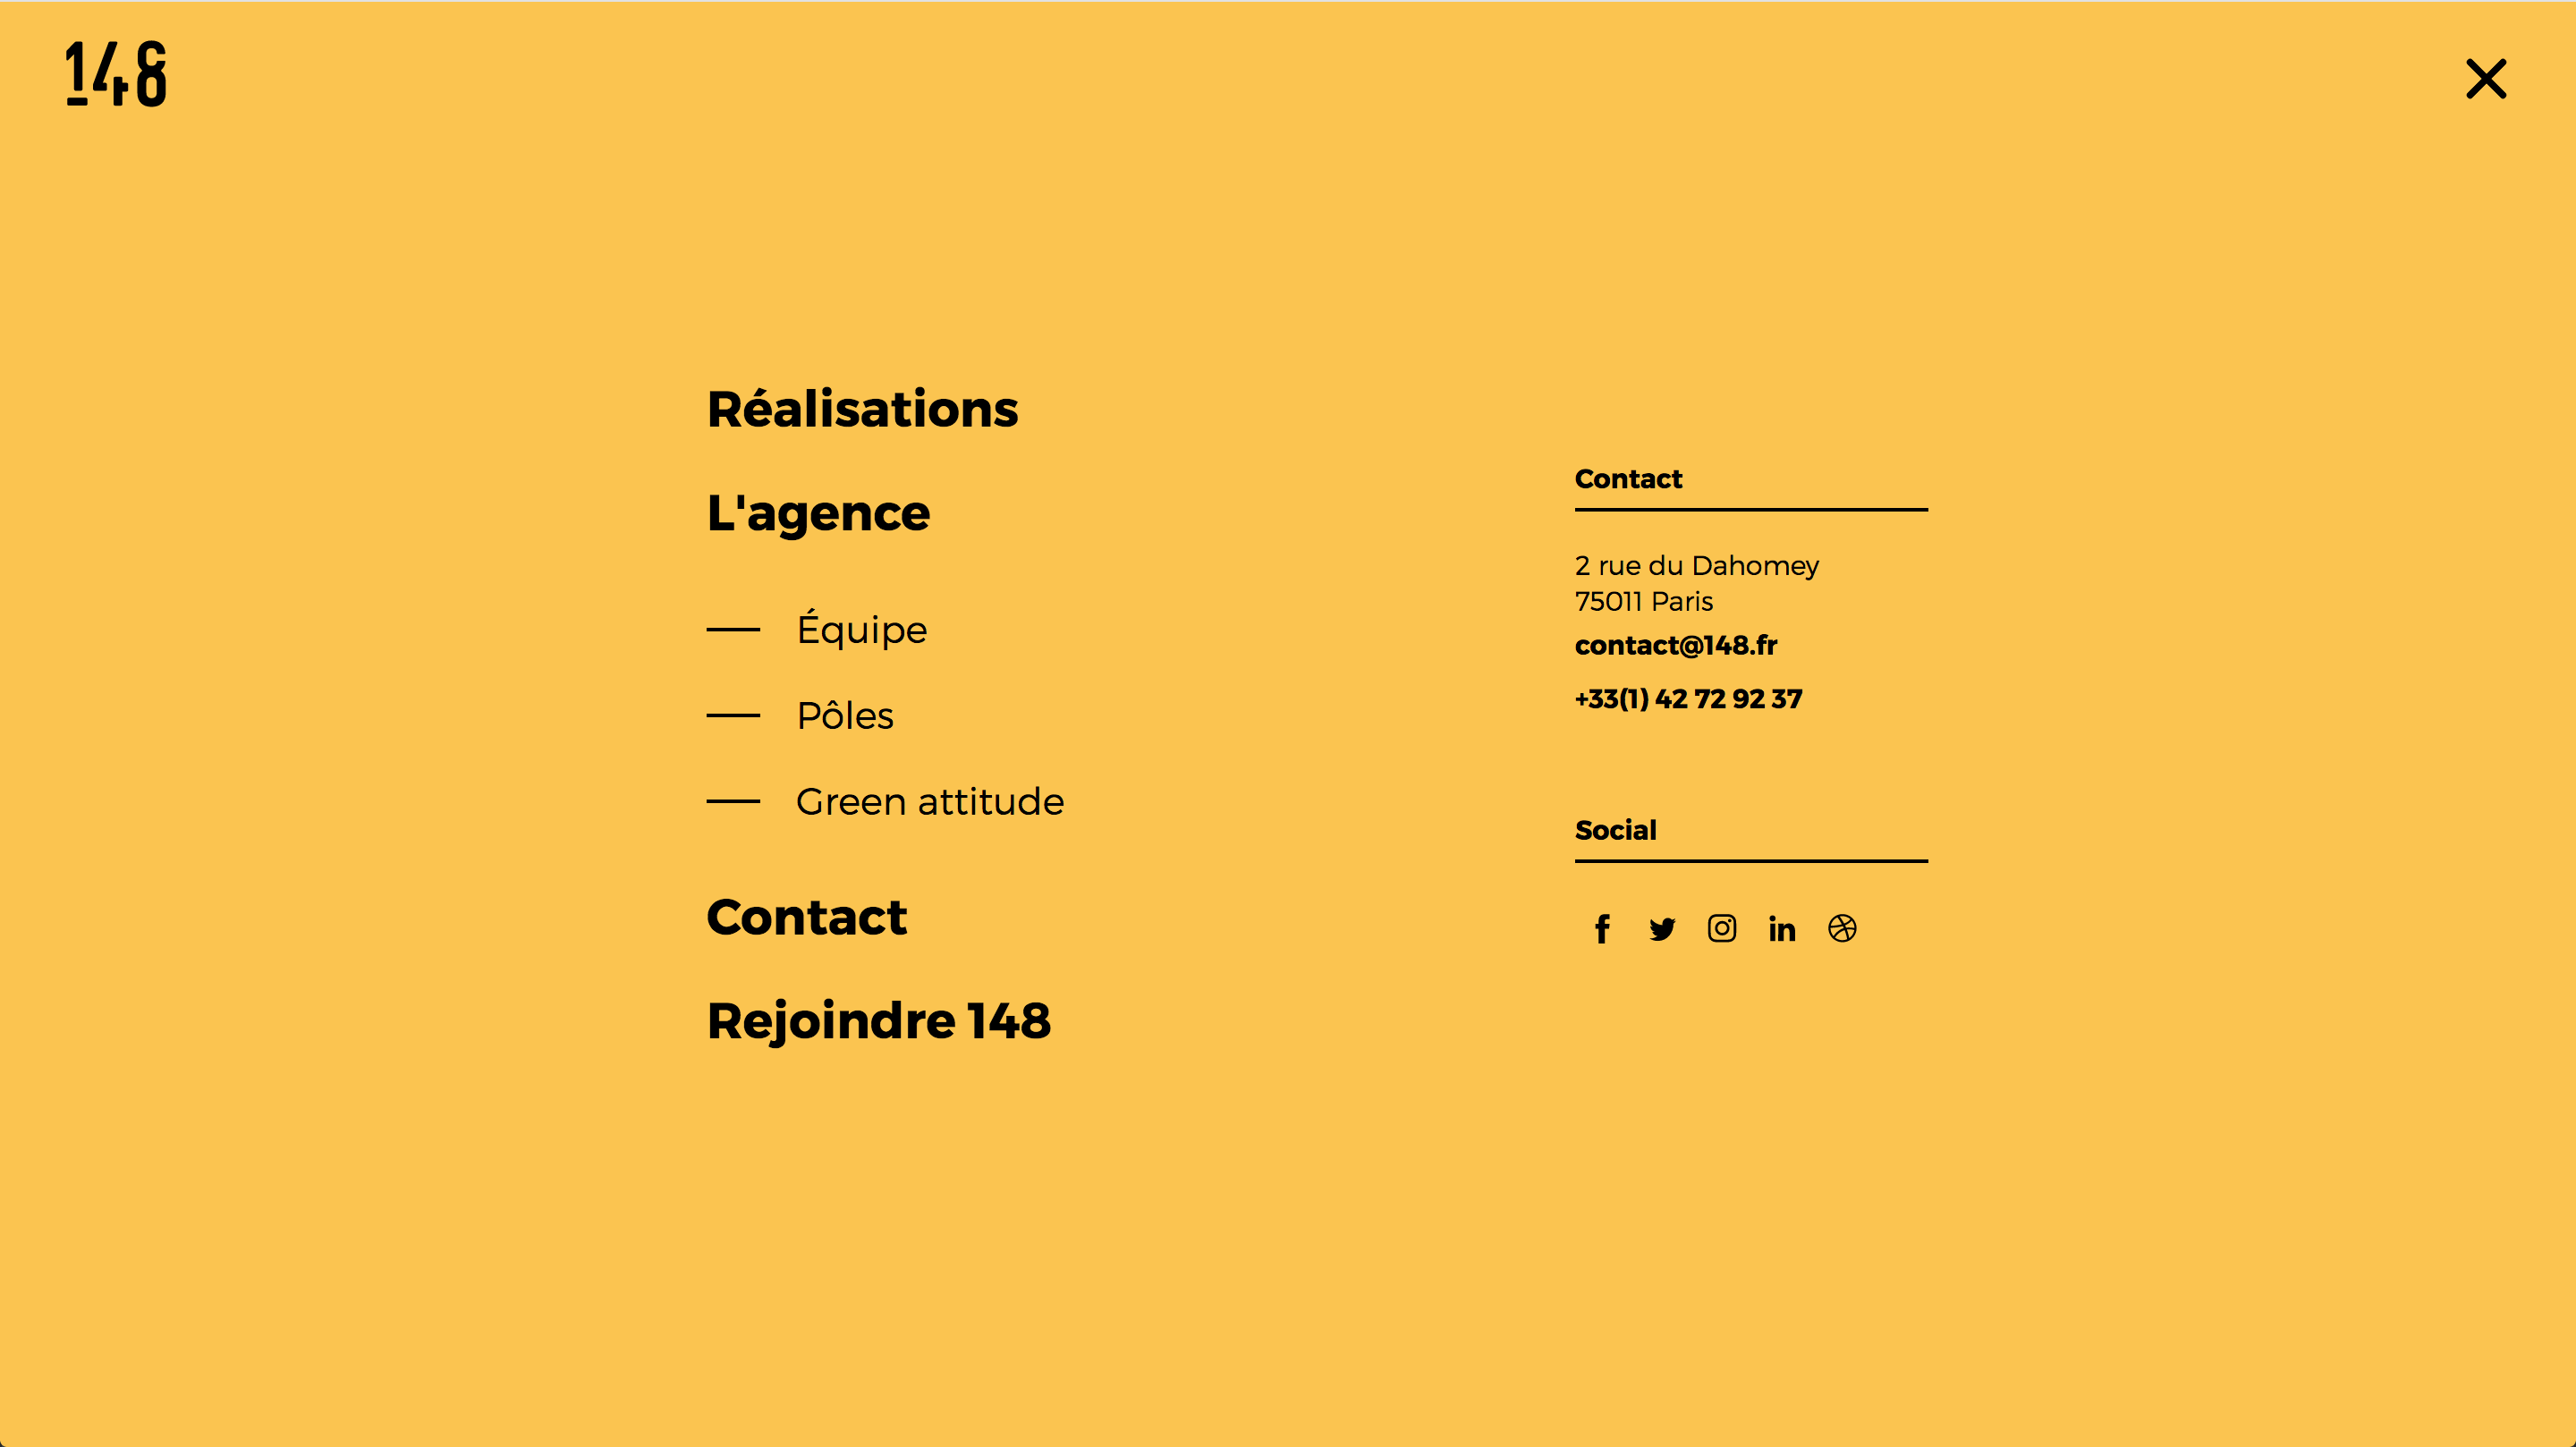 148
Réalisations
L'agence
Équipe
Pôles
Green attitude
Contact
Rejoindre 148
Contact
2 rue du Dahomey
75011 Paris
contact@148.fr
+33(1) 42 72 92 37
Social